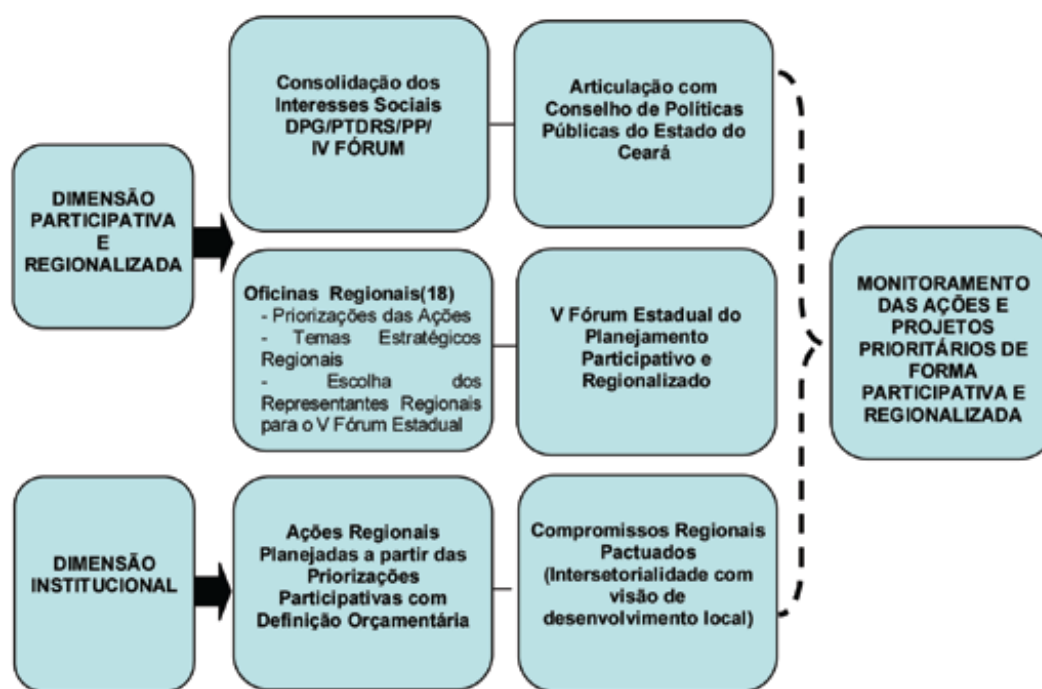 Consolidação dos
Interesses Sociais
DPG/PTDRS/PP/
IV FÓRUM
Articulação com
Conselho de Políticas
Públicas do Estado do
Ceará
DIMENSÃO
PARTICIPATIVA
E
REGIONALIZADA
Oficinas Regionais(18)
- Priorizações das Ações
- Temas Estratégicos
Regionais
- Escolha dos
Representantes Regionais
para o V Fórum Estadual
V Fórum Estadual do
Planejamento
Participativo e
Regionalizado
MONITORAMENTO
DAS AÇÕES E
PROJETOS
PRIORITÁRIOS DE
FORMA
PARTICIPATIVA E
REGIONALIZADA
DIMENSÃO
INSTITUCIONAL
Ações Regionais
Planejadas a partir das
Priorizações
Participativas com
Definição Orçamentária
Compromissos Regionais
Pactuados
(Intersetorialidade com
visão de
desenvolvimento local)